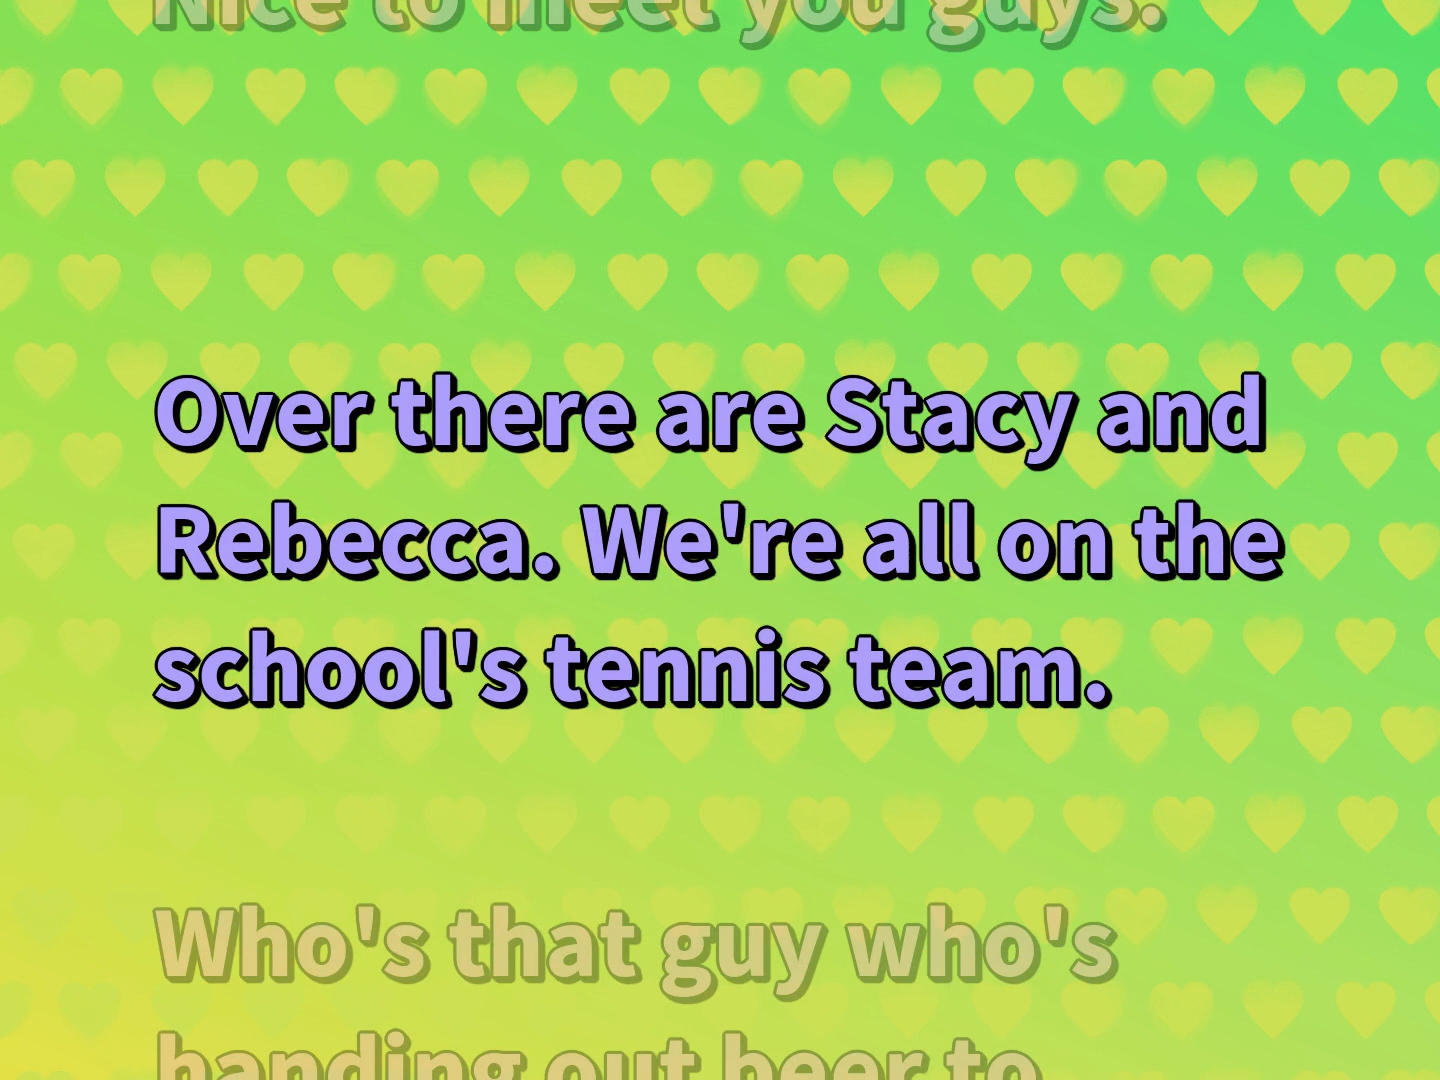 Nice to meet you guys.
Over there are Stacy and
Rebecca. We're all on the
school's tennis team.
Who's that guy who's
handing out beer to